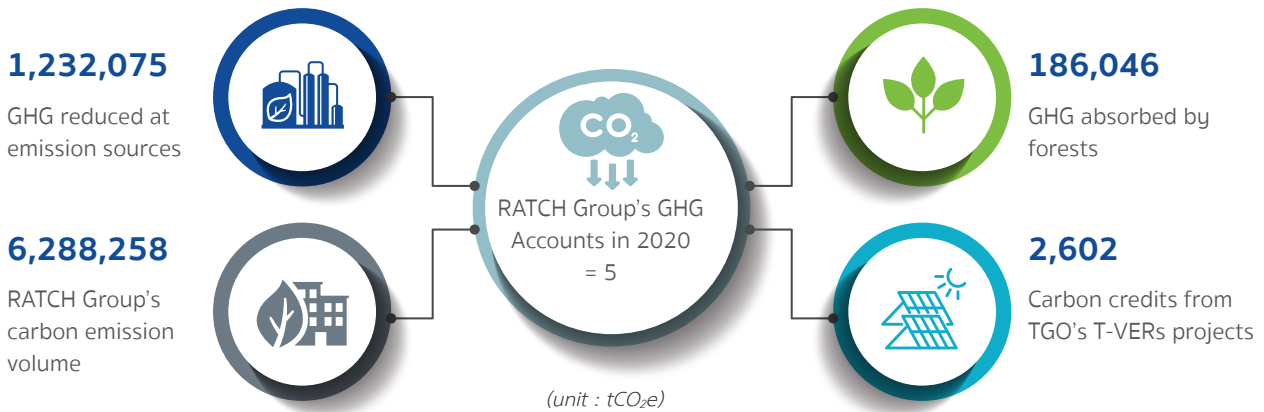 1,232,075
GHG reduced at
emission sources
6,288,258
RATCH Group's
carbon emission
volume
CO₂
RATCH Group's GHG
Accounts in 2020
= 5
(unit : tCO₂e)
186,046
GHG absorbed by
forests
2,602
Carbon credits from
TGO's T-VERs projects